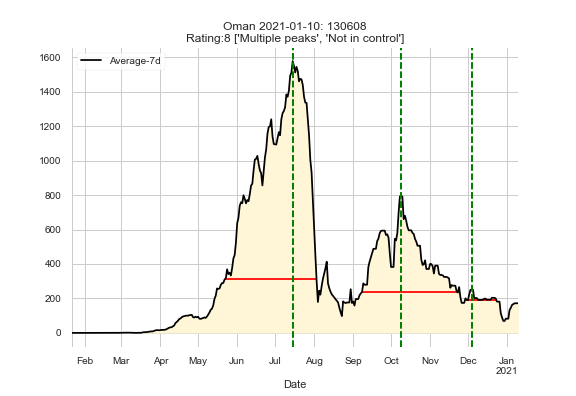 Oman 2021-01-10: 130608
Rating:8 ['Multiple peaks', 'Not in control']
Average-7d
1600
1400
1200
1000
800
600
400
200
0
Feb Mar Apr May Jun Jul Aug Sep Oct Nov Dec Jan
2021
Date